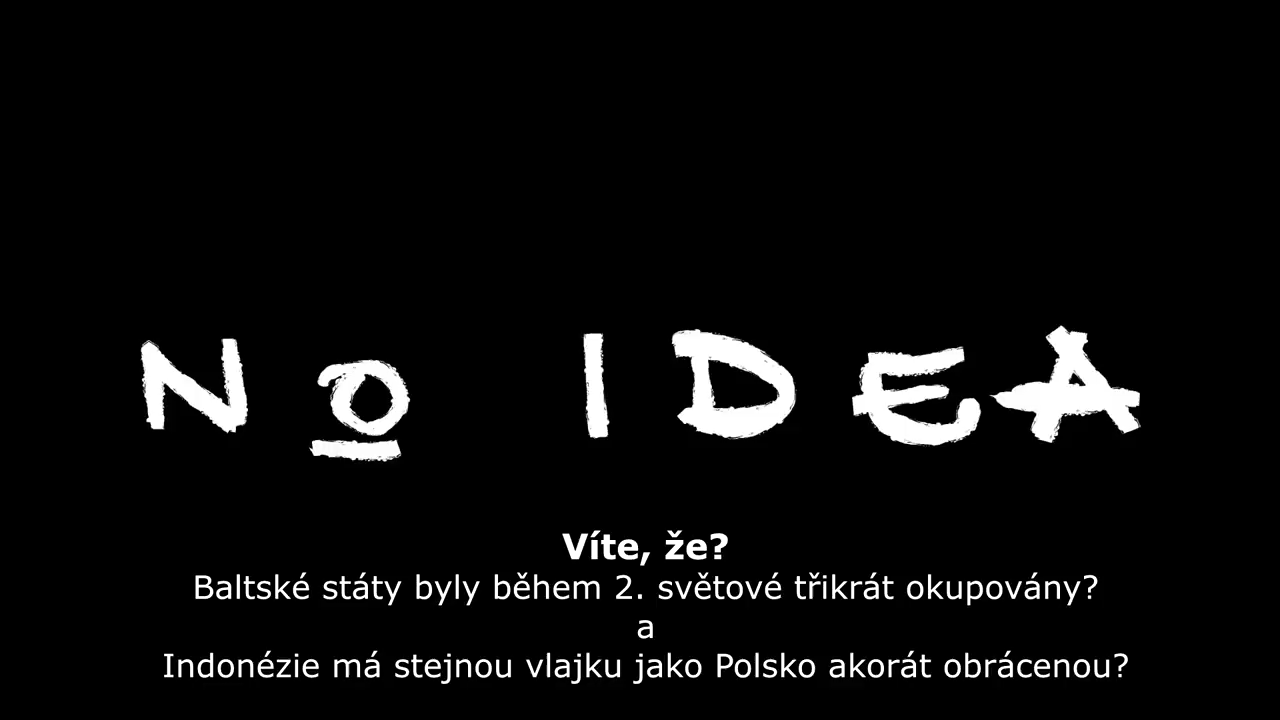 No IDEA
Víte, že?
Baltské státy byly během 2. světové třikrát okupovány?
a
Indonézie má stejnou vlajku jako Polsko akorát obrácenou?